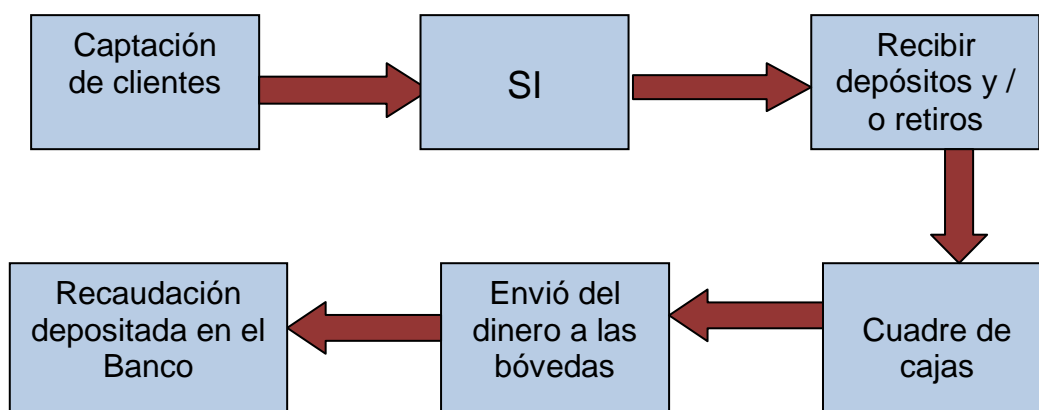 Captación
de clientes
SI
Recibir
depósitos y /
o retiros
Cuadre de
cajas
Envió del
dinero a las
bóvedas
Recaudación
depositada en el
Banco